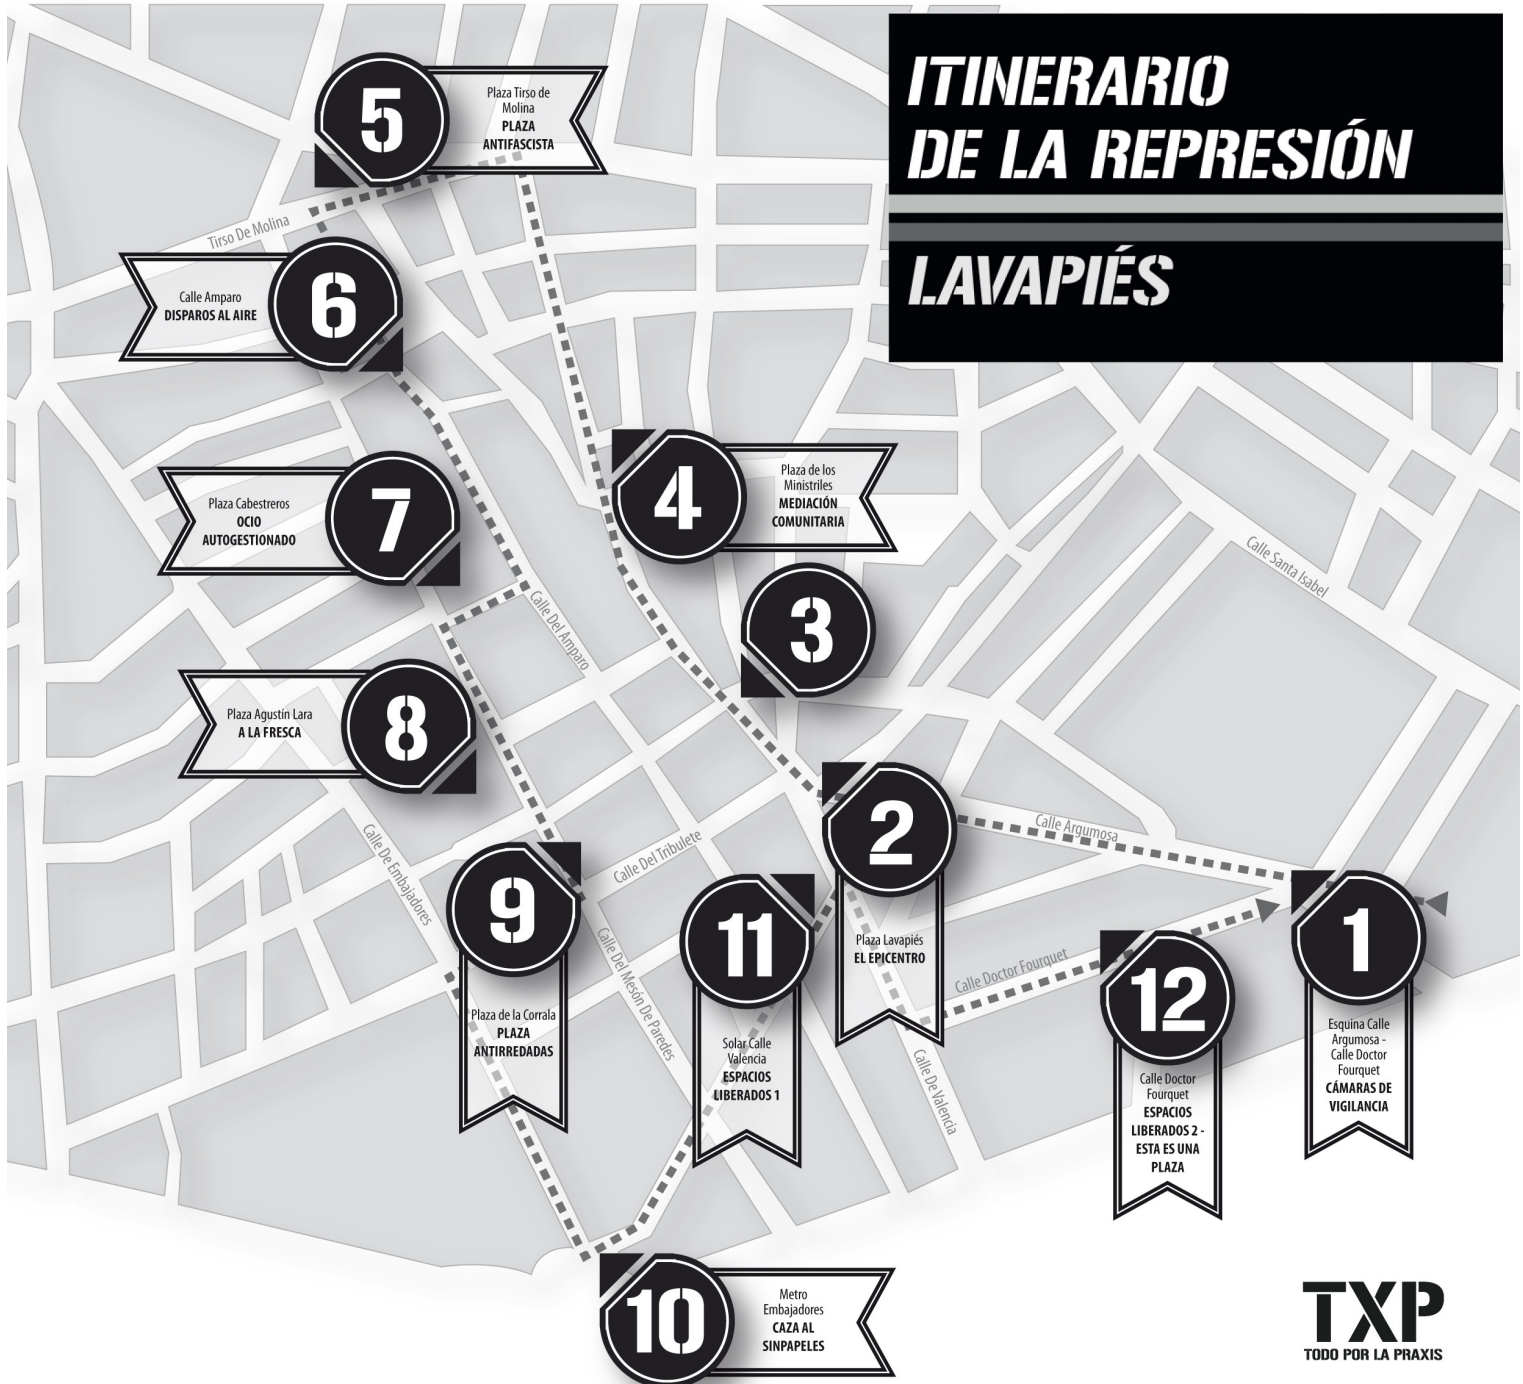 ITINERARIO
DE LA REPRESIÓN
LAVAPIÉS
5
Plaza Tirso de
Molina
PLAZA
ANTIFASCISTA
Tirso De Molina
6
Calle Amparo
DISPAROS AL AIRE
4
Plaza de los
Ministriles
MEDIACIÓN
COMUNITARIA
7
Plaza Cabestreros
OCIO
AUTOGESTIONADO
Calle Santa Isabel
Calle Del Amparo
3
8
Plaza Agustín Lara
A LA FRESCA
2
Plaza Lavapiés
EL EPICENTRO
Calle Argumosa
Calle De Embajadores
Calle Del Tribulete
9
Plaza de la Corrala
PLAZA
ANTIRREDADAS
Calle Del Mesón De Paredes
11
Solar Calle
Valencia
ESPACIOS
LIBERADOS 1
Calle Doctor Fourquet
Calle De Valencia
12
Calle Doctor
Fourquet
ESPACIOS
LIBERADOS 2 -
ESTA ES UNA
PLAZA
1
Esquina Calle
Argumosa -
Calle Doctor
Fourquet
CÁMARAS DE
VIGILANCIA
10
Metro
Embajadores
CAZA AL
SINPAPELES
TXP
TODO POR LA PRAXIS